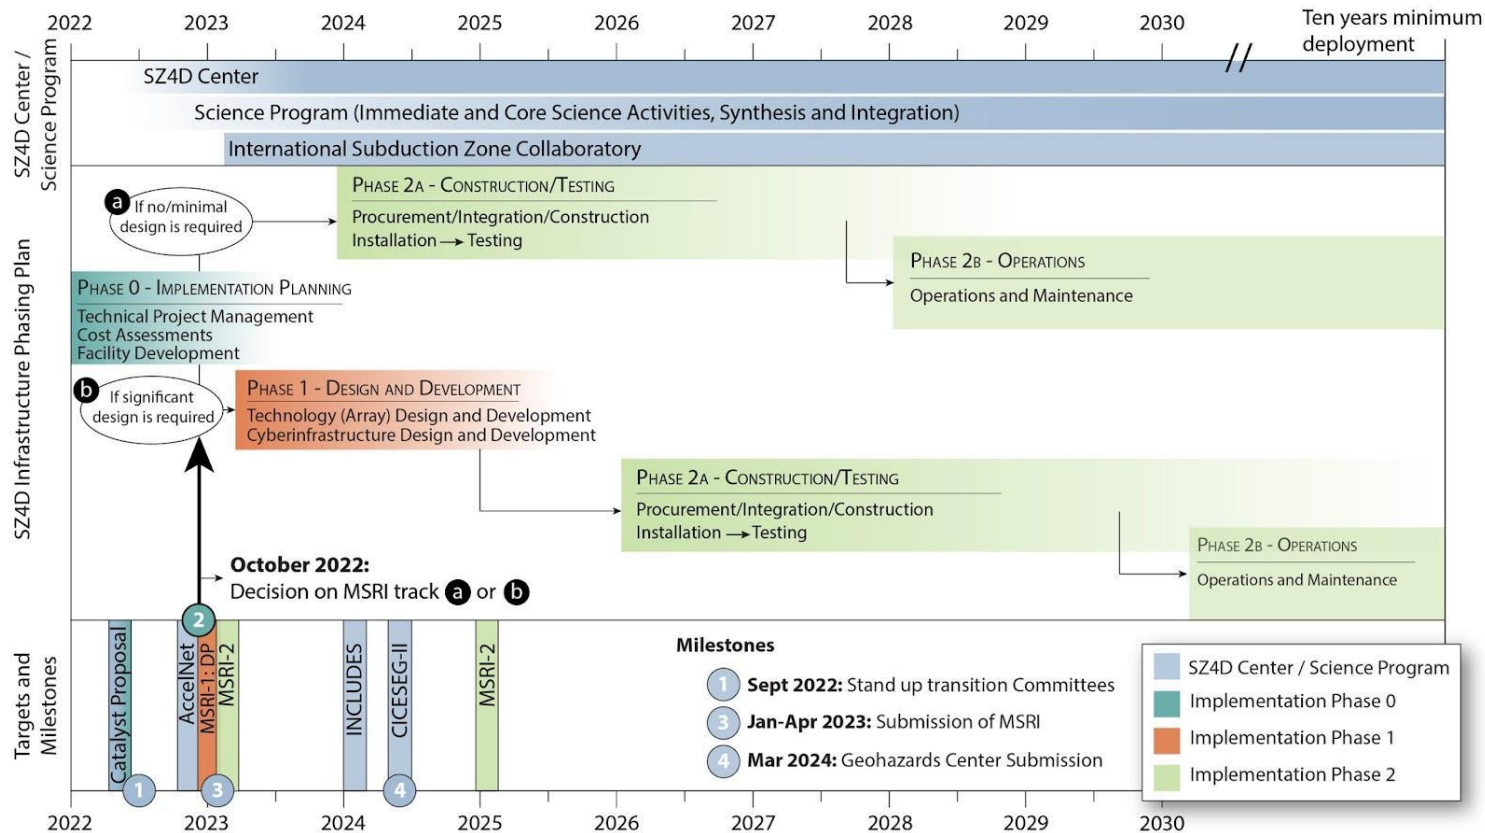 2022 2023 2024 2025 2026 2027 2028 2029 2030
Ten years minimum
deployment
SZ4D Center /
Science Program
SZ4D Center
Science Program (Immediate and Core Science Activities, Synthesis and Integration)
International Subduction Zone Collaboratory
SZ4D Infrastructure Phasing Plan
a
If no/minimal
design is required
Phase 2a - Construction/Testing
Procurement/Integration/Construction
Installation → Testing
Phase 2b - Operations
Operations and Maintenance
Phase 0 - Implementation Planning
Technical Project Management
Cost Assessments
Facility Development
b
If significant
design is required
Phase 1 - Design and Development
Technology (Array) Design and Development
Cyberinfrastructure Design and Development
Phase 2a - Construction/Testing
Procurement/Integration/Construction
Installation → Testing
Phase 2b - Operations
Operations and Maintenance
October 2022:
Decision on MSRI track a or b
Targets and
Milestones
2
Catalyst Proposal
AccelNet
MSRI-1: DP
MSRI-2
INCLUDES
CICESEG-II
MSRI-2
1
3
4
Milestones
1 Sept 2022: Stand up transition Committees
3 Jan-Apr 2023: Submission of MSRI
4 Mar 2024: Geohazards Center Submission
SZ4D Center / Science Program
Implementation Phase 0
Implementation Phase 1
Implementation Phase 2
2022 2023 2024 2025 2026 2027 2028 2029 2030